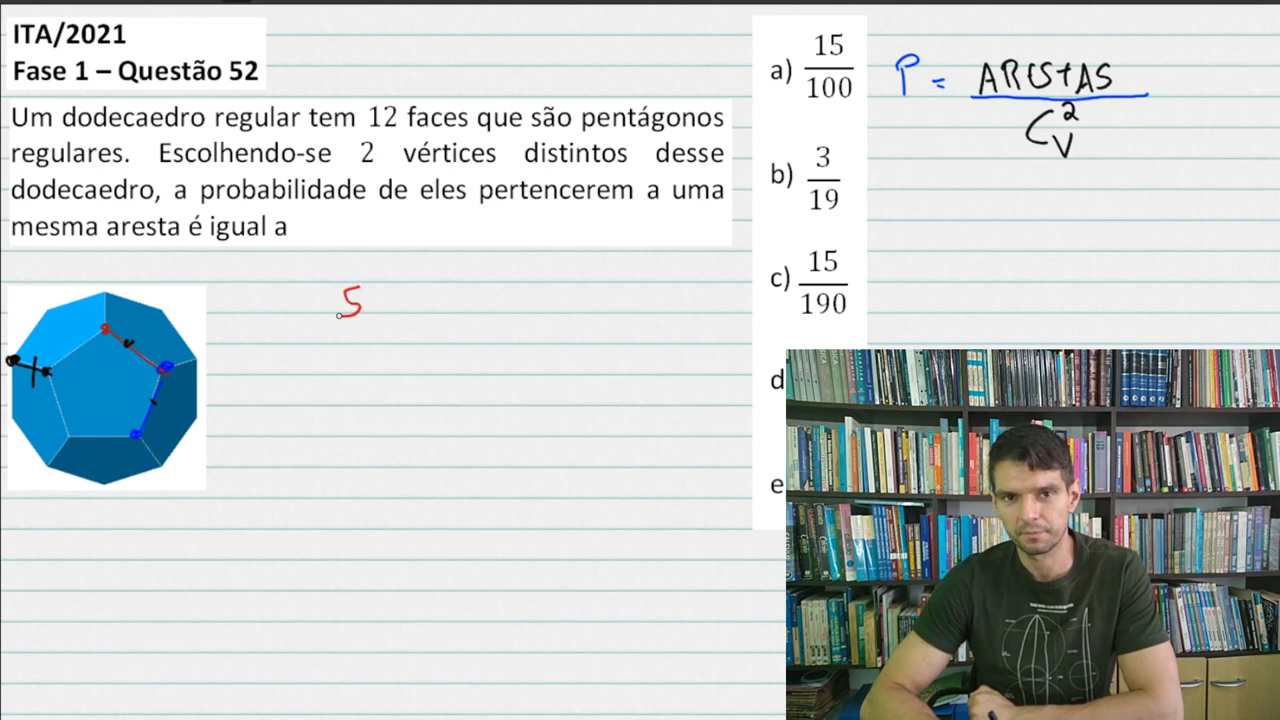 ITA/2021
Fase 1 – Questão 52
Um dodecaedro regular tem 12 faces que são pentágonos
regulares. Escolhendo-se 2 vértices distintos desse
dodecaedro, a probabilidade de eles pertencerem a uma
mesma aresta é igual a
5
a) 15/100
b) 3/19
c) 15/190
d
e
P = ARESTAS
C_V^2